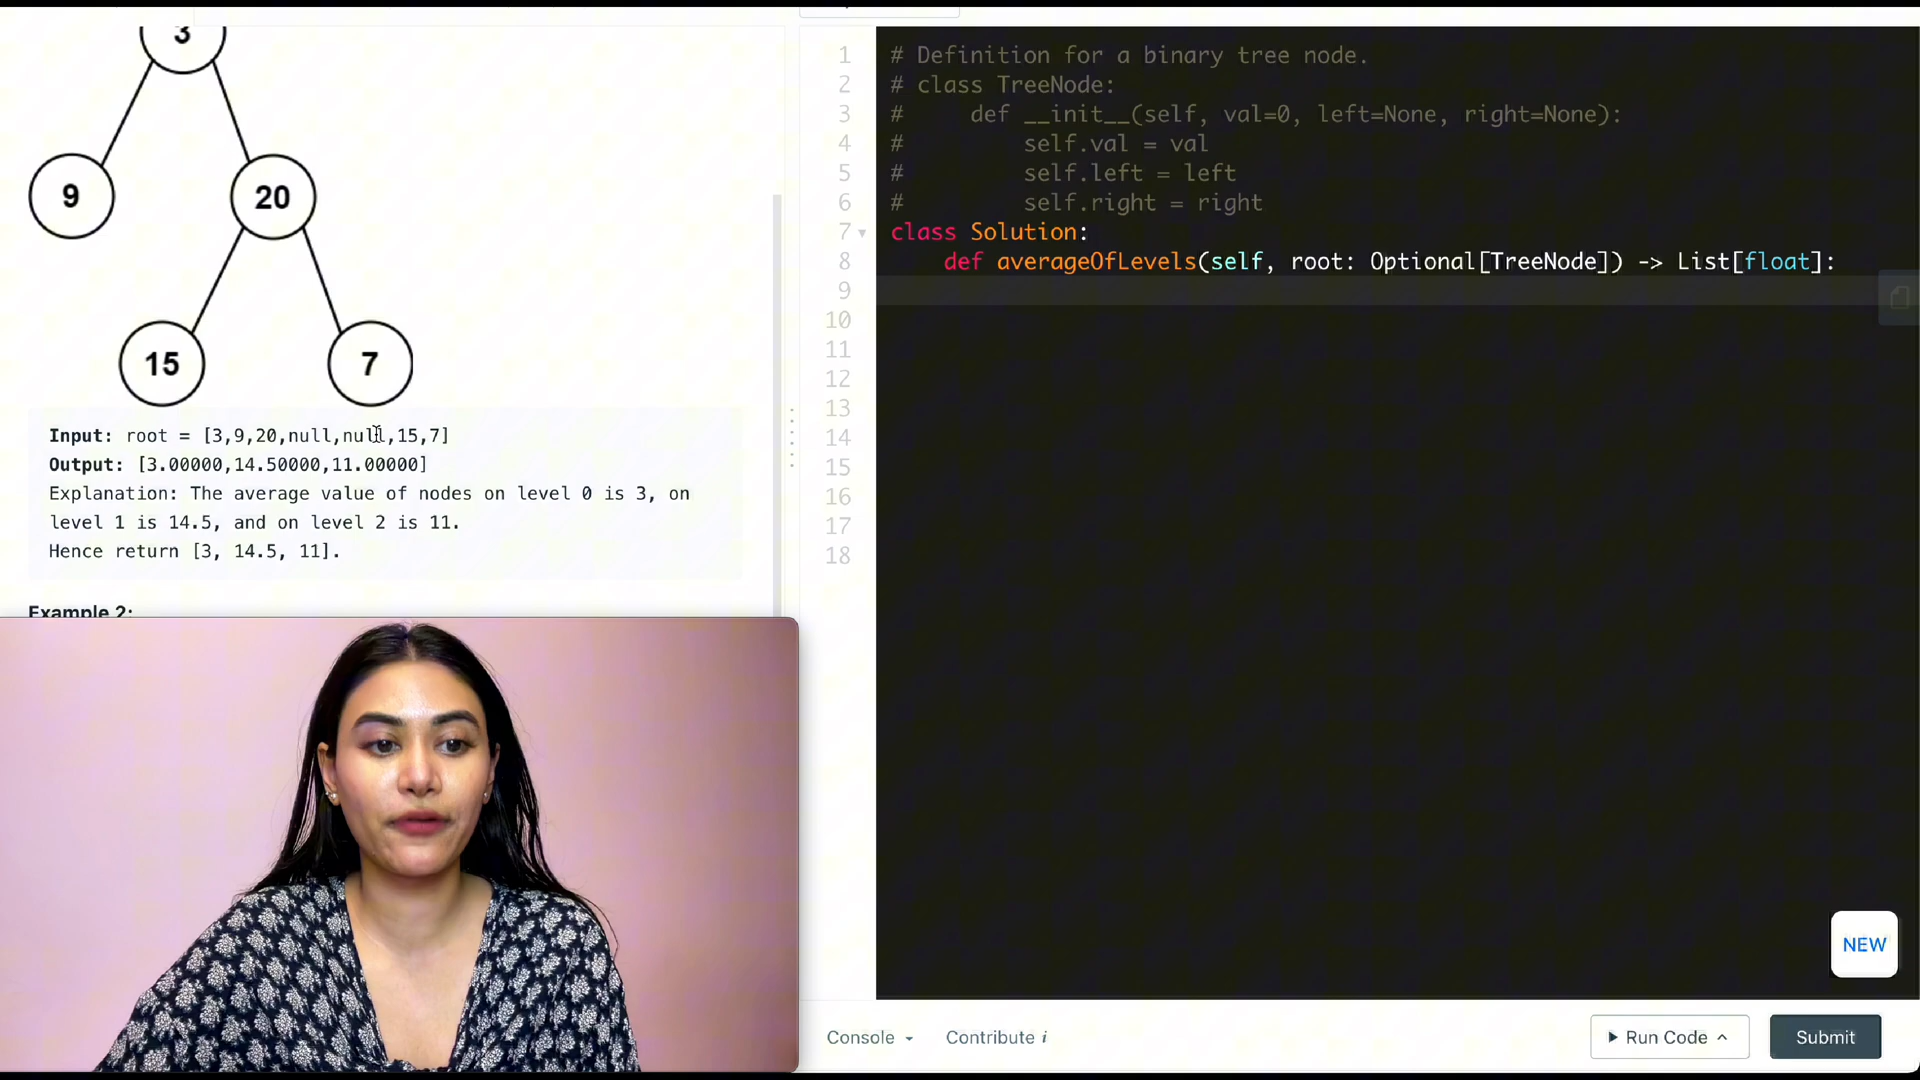 3
9
20
15
7
Input: root = [3,9,20,null,null,15,7]
Output: [3.00000,14.50000,11.00000]
Explanation: The average value of nodes on level 0 is 3, on
level 1 is 14.5, and on level 2 is 11.
Hence return [3, 14.5, 11].
Example 2:
1 # Definition for a binary tree node.
2 # class TreeNode:
3 #     def __init__(self, val=0, left=None, right=None):
4 #         self.val = val
5 #         self.left = left
6 #         self.right = right
7 class Solution:
8     def averageOfLevels(self, root: Optional[TreeNode]) -> List[float]:
9
10
11
12
13
14
15
16
17
18
NEW
Console
Contribute i
Run Code
Submit